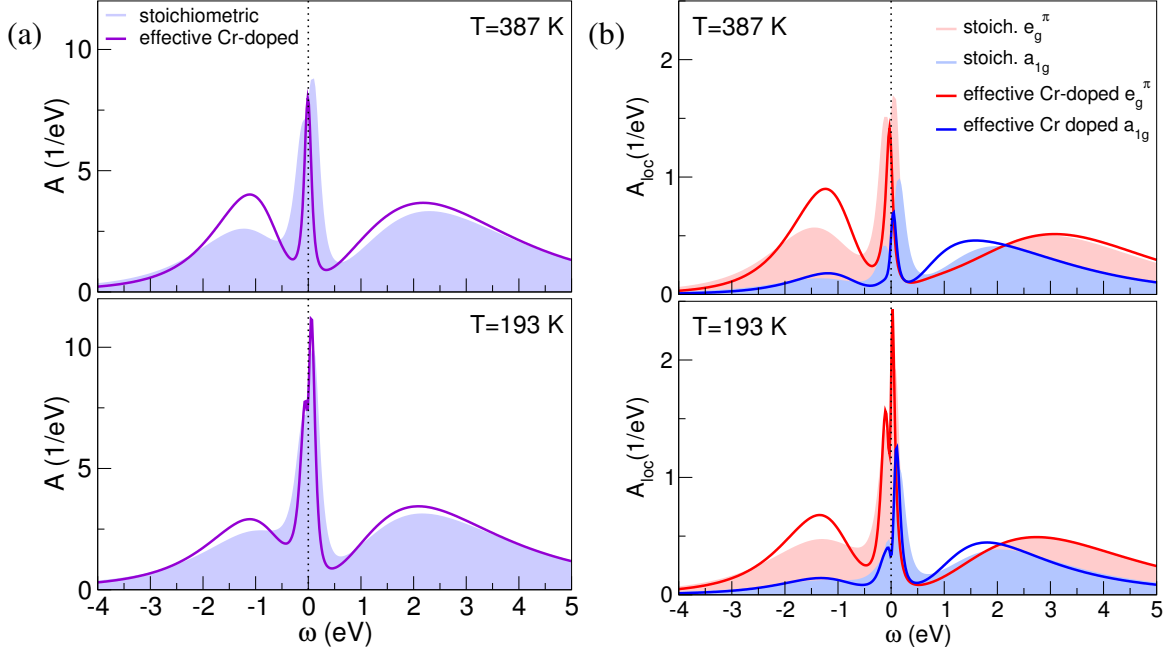 (a)
stoichiometric
effective Cr-doped
T=387 K
10
5
0
A (1/eV)
T=193 K
10
5
0
A (1/eV)
-4 -3 -2 -1 0 1 2 3 4 5
ω (eV)
(b)
T=387 K
stoich. e_g^π
stoich. a_1g
effective Cr-doped e_g^π
effective Cr doped a_1g
2
1
0
A_loc(1/eV)
T=193 K
2
1
0
A_loc(1/eV)
-4 -3 -2 -1 0 1 2 3 4 5
ω (eV)